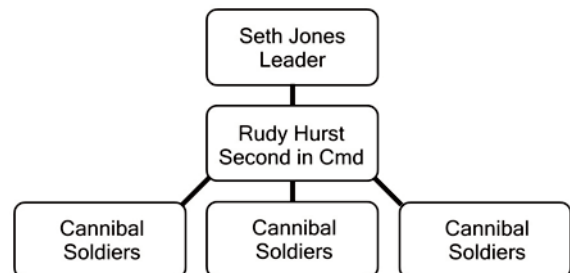 Seth Jones
Leader
Rudy Hurst
Second in Cmd
Cannibal
Soldiers
Cannibal
Soldiers
Cannibal
Soldiers